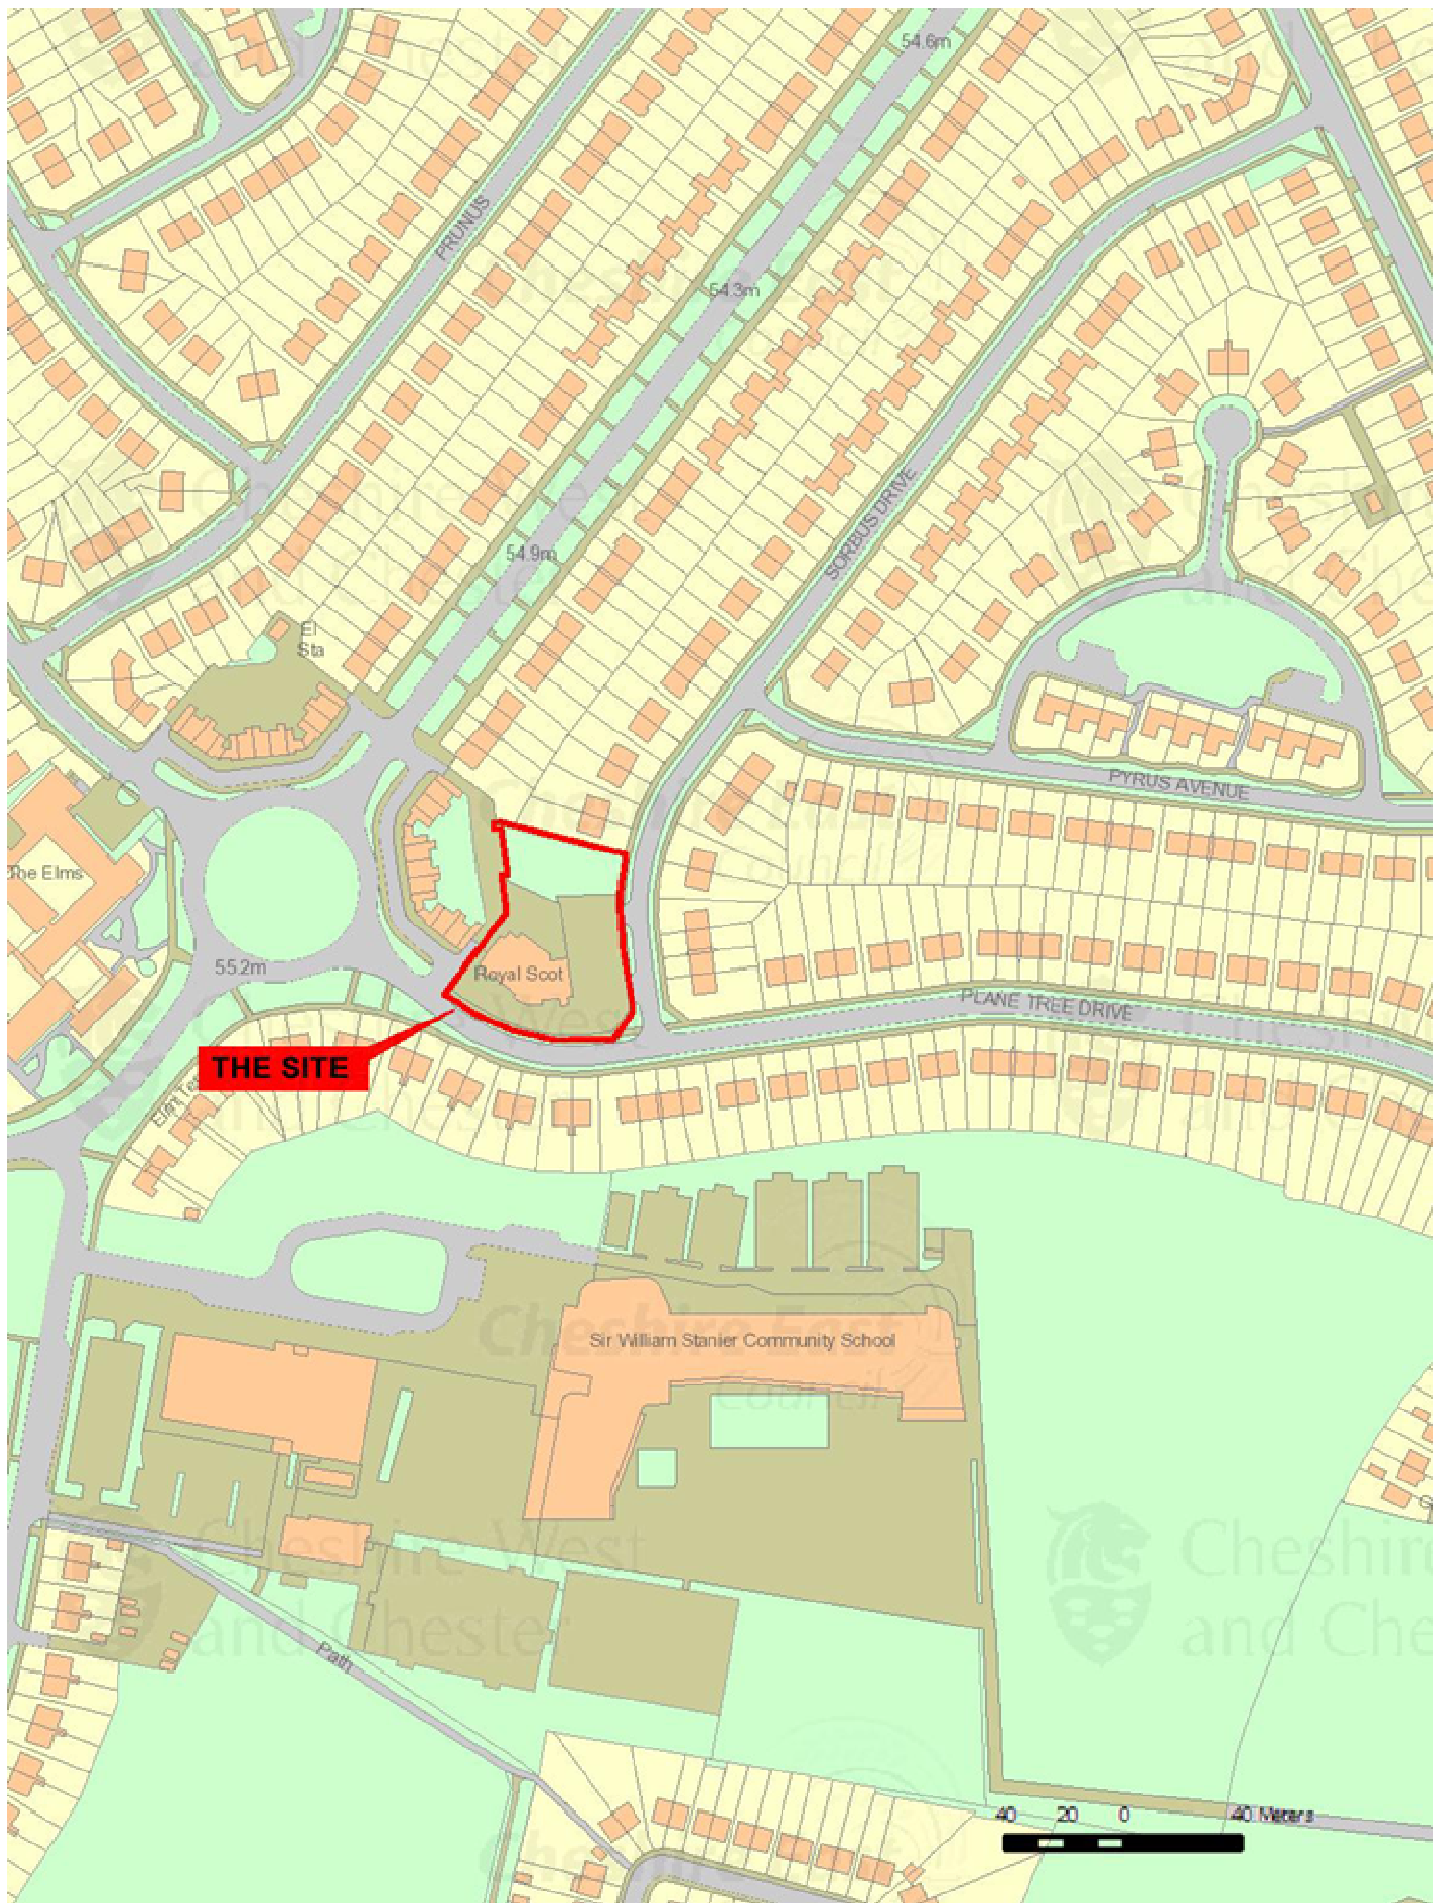 54.6m
PRUNUS
54.3m
SORBUS DRIVE
54.9m
El
Sta
PYRUS AVENUE
The Elms
55.2m
Royal Scot
PLANE TREE DRIVE
THE SITE
Sir William Stanier Community School
Path
40 20 0 40 Meters
Cheshire West
and Chester
Cheshire East
Council